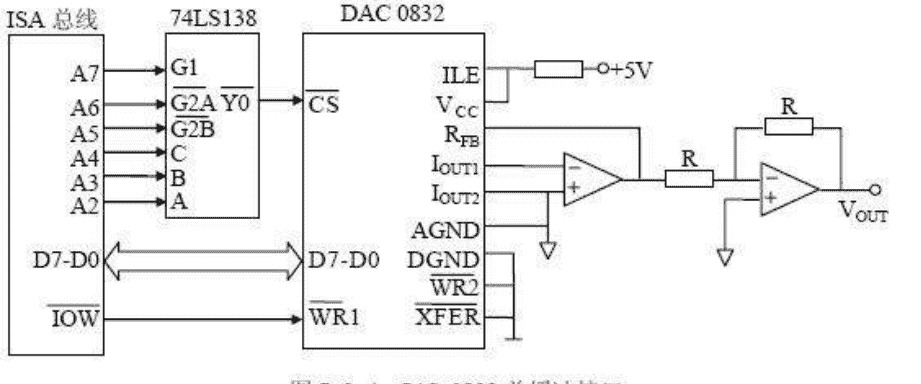 ISA 总线
74LS138
DAC 0832
A7
A6
A5
A4
A3
A2
D7-D0
IOW
G1
G2A
G2B
C
B
A
Y0
CS
D7-D0
WR1
ILE
VCC
RFB
IOUT1
IOUT2
AGND
DGND
WR2
XFER
+5V
−
+
R
R
−
+
VOUT